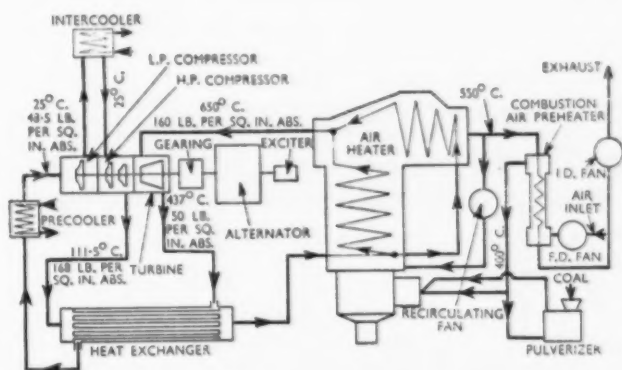 INTERCOOLER
L.P. COMPRESSOR
H.P. COMPRESSOR
25° C.
25° C.
48·5 LB.
PER SQ.
IN. ABS.
650° C.
160 LB. PER SQ. IN. ABS.
GEARING
EXCITER
AIR
HEATER
550° C.
EXHAUST
COMBUSTION
AIR PREHEATER
I.D. FAN
AIR
INLET
F.D. FAN
PRECOOLER
437° C.
50 LB.
PER SQ.
IN. ABS.
ALTERNATOR
TURBINE
111·5° C.
168 LB. PER
SQ. IN. ABS.
400° C.
COAL
RECIRCULATING
FAN
PULVERIZER
HEAT EXCHANGER